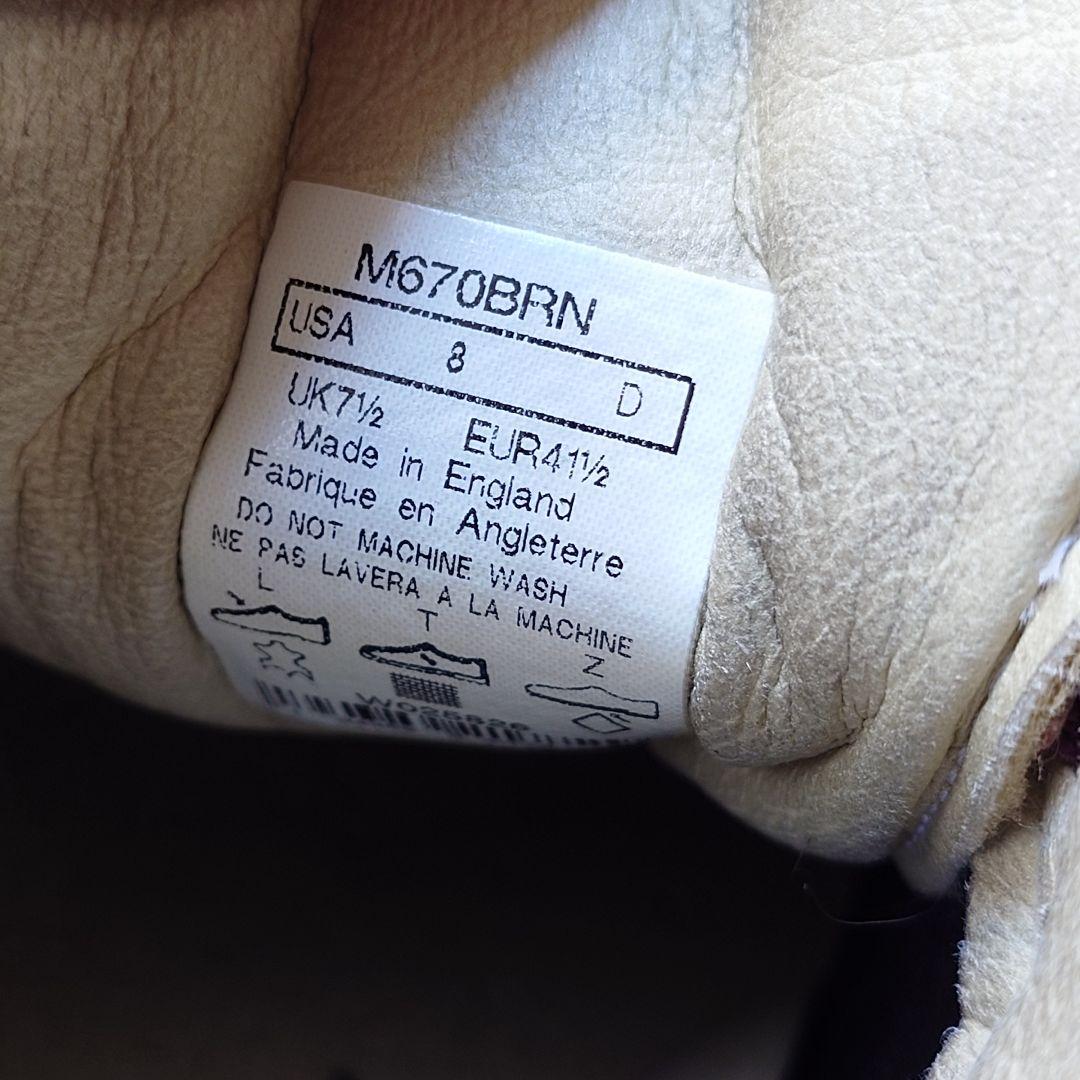 M670BRN
USA 8 D
UK7½ EUR41½
Made in England
Fabrique en Angleterre
DO NOT MACHINE WASH
NE PAS LAVERA A LA MACHINE
L T Z